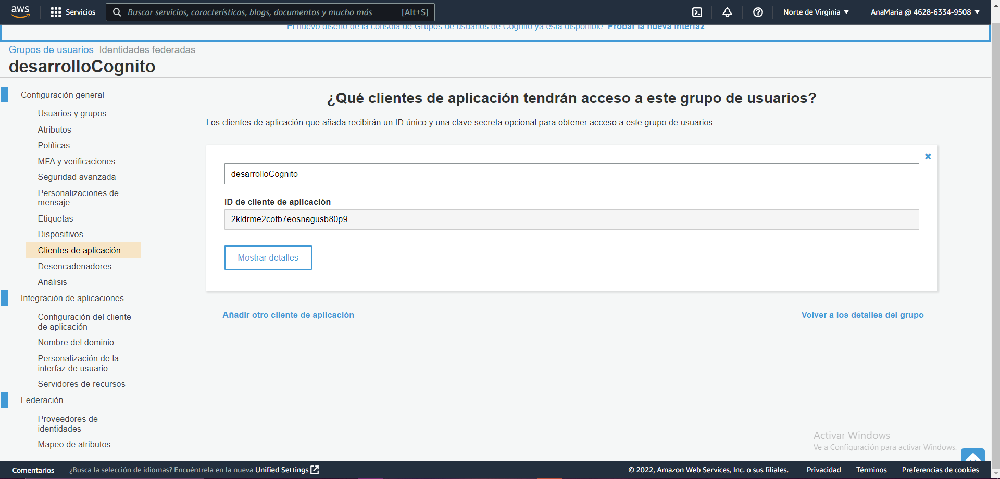 aws
Servicios
Buscar servicios, características, blogs, documentos y mucho más [Alt+S]
Norte de Virginia
AnaMaria @ 4628-6334-9508
El nuevo diseño de la consola de Grupos de usuarios de Cognito ya está disponible. Probar la nueva interfaz
Grupos de usuarios | Identidades federadas
desarrolloCognito
Configuración general
Usuarios y grupos
Atributos
Políticas
MFA y verificaciones
Seguridad avanzada
Personalizaciones de
mensaje
Etiquetas
Dispositivos
Clientes de aplicación
Desencadenadores
Análisis
Integración de aplicaciones
Configuración del cliente
de aplicación
Nombre del dominio
Personalización de la
interfaz de usuario
Servidores de recursos
Federación
Proveedores de
identidades
Mapeo de atributos
¿Qué clientes de aplicación tendrán acceso a este grupo de usuarios?
Los clientes de aplicación que añada recibirán un ID único y una clave secreta opcional para obtener acceso a este grupo de usuarios.
desarrolloCognito
ID de cliente de aplicación
2kldrme2cofb7eosnagusb80p9
Mostrar detalles
Añadir otro cliente de aplicación
Volver a los detalles del grupo
Activar Windows
Ve a Configuración para activar Windows.
Comentarios
¿Busca la selección de idiomas? Encuéntrela en la nueva Unified Settings
© 2022, Amazon Web Services, Inc. o sus filiales.
Privacidad
Términos
Preferencias de cookies